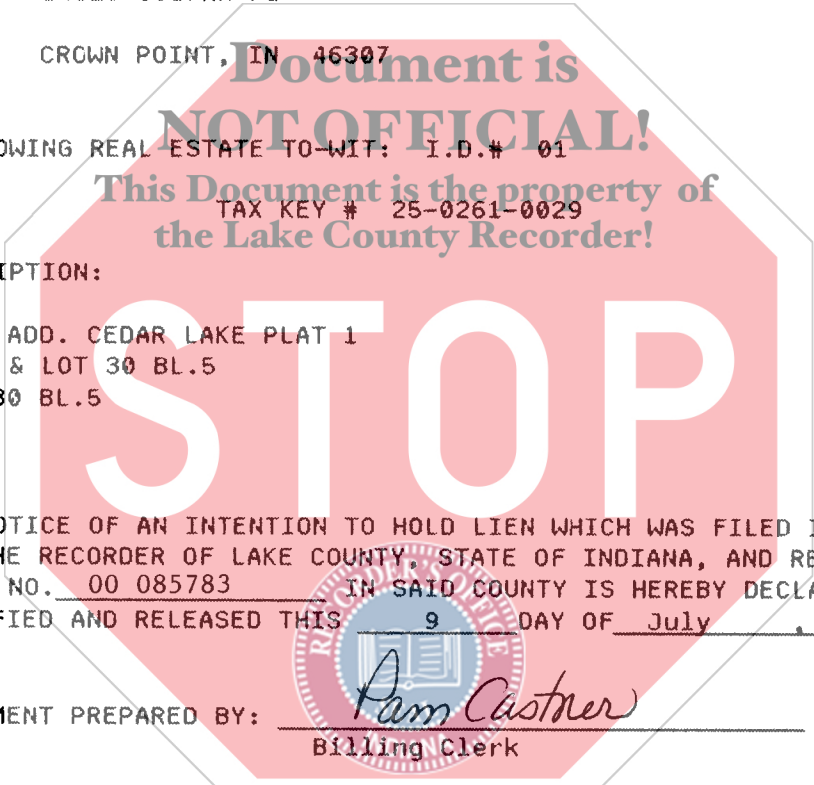 CROWN POINT, IN 46307
Document is
NOT OFFICIAL!
OWING REAL ESTATE TO-WIT: I.D.# 01
This Document is the property of
TAX KEY # 25-0261-0029
the Lake County Recorder!
IPTION:
ADD. CEDAR LAKE PLAT 1
& LOT 30 BL.5
30 BL.5
STOP
OTICE OF AN INTENTION TO HOLD LIEN WHICH WAS FILED I
HE RECORDER OF LAKE COUNTY, STATE OF INDIANA, AND RE
NO. 00 085783 IN SAID COUNTY IS HEREBY DECLA
FIED AND RELEASED THIS 9 DAY OF July ,
RECORDER'S OFFICE
MENT PREPARED BY: Pam Castner
INDIANA
Billing Clerk